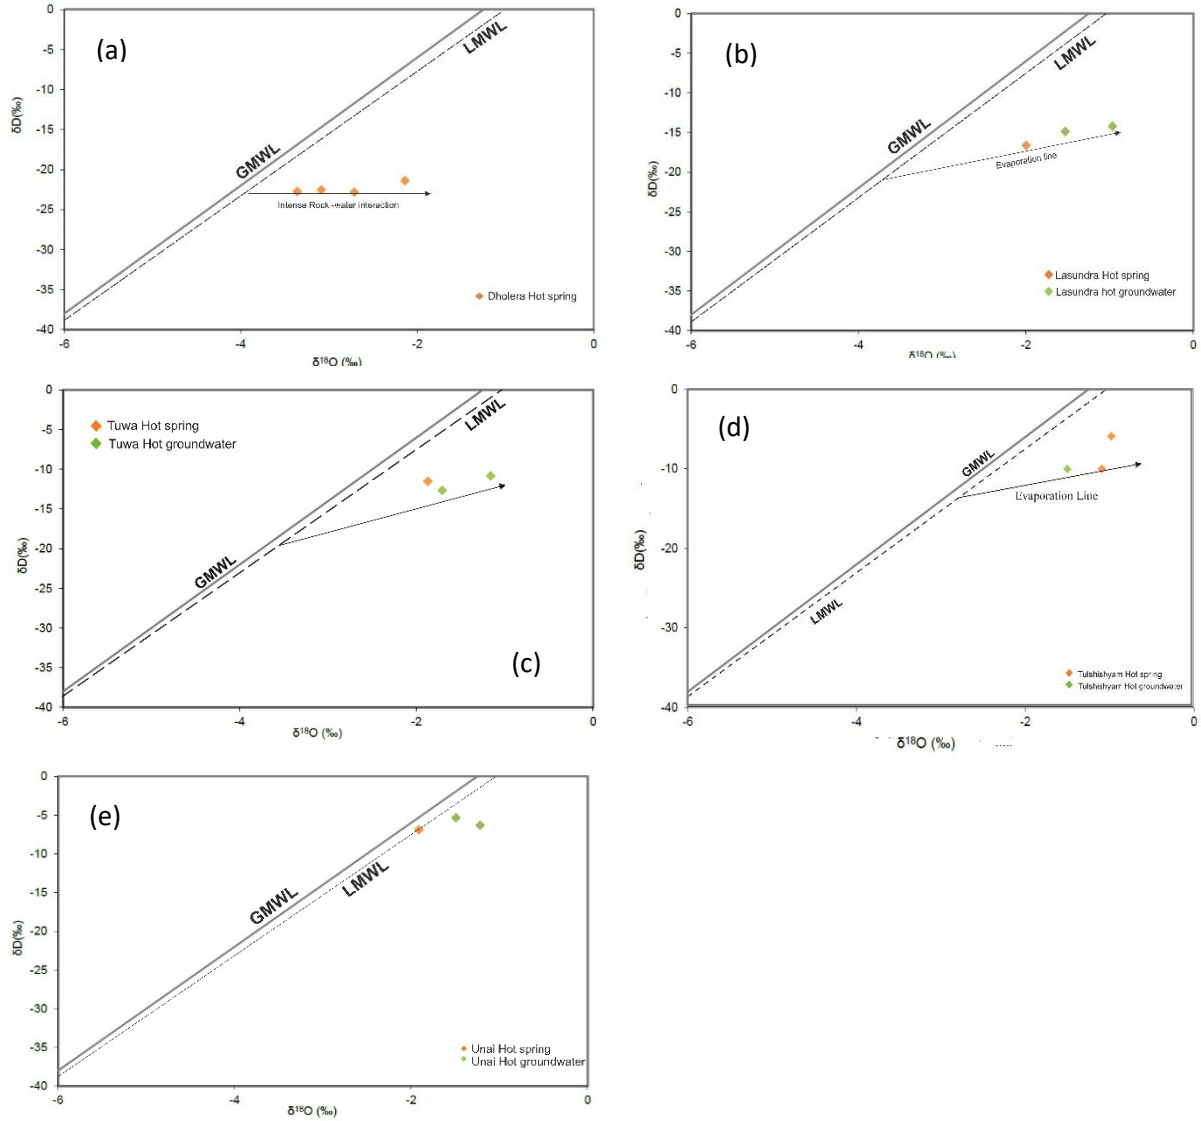 (a)
0
-5
-10
-15
-20
-25
-30
-35
-40
-6
-4
-2
0
δD(‰)
δ¹⁸O (‰)
GMWL
LMWL
Intense Rock -water interaction
Dholera Hot spring
(b)
0
-5
-10
-15
-20
-25
-30
-35
-40
-6
-4
-2
0
δD(‰)
δ¹⁸O (‰)
GMWL
LMWL
Evaporation line
Lasundra Hot spring
Lasundra hot groundwater
(c)
0
-5
-10
-15
-20
-25
-30
-35
-40
-6
-4
-2
0
δD(‰)
δ¹⁸O (‰)
Tuwa Hot spring
Tuwa Hot groundwater
GMWL
LMWL
(d)
0
-10
-20
-30
-40
-6
-4
-2
0
δ¹⁸O (‰)
GMWL
LMWL
Evaporation Line
Tulshishyam Hot spring
Tulshishyam Hot groundwater
(e)
0
-5
-10
-15
-20
-25
-30
-35
-40
-6
-4
-2
0
δD(‰)
δ¹⁸O (‰)
GMWL
LMWL
Unai Hot spring
Unai Hot groundwater